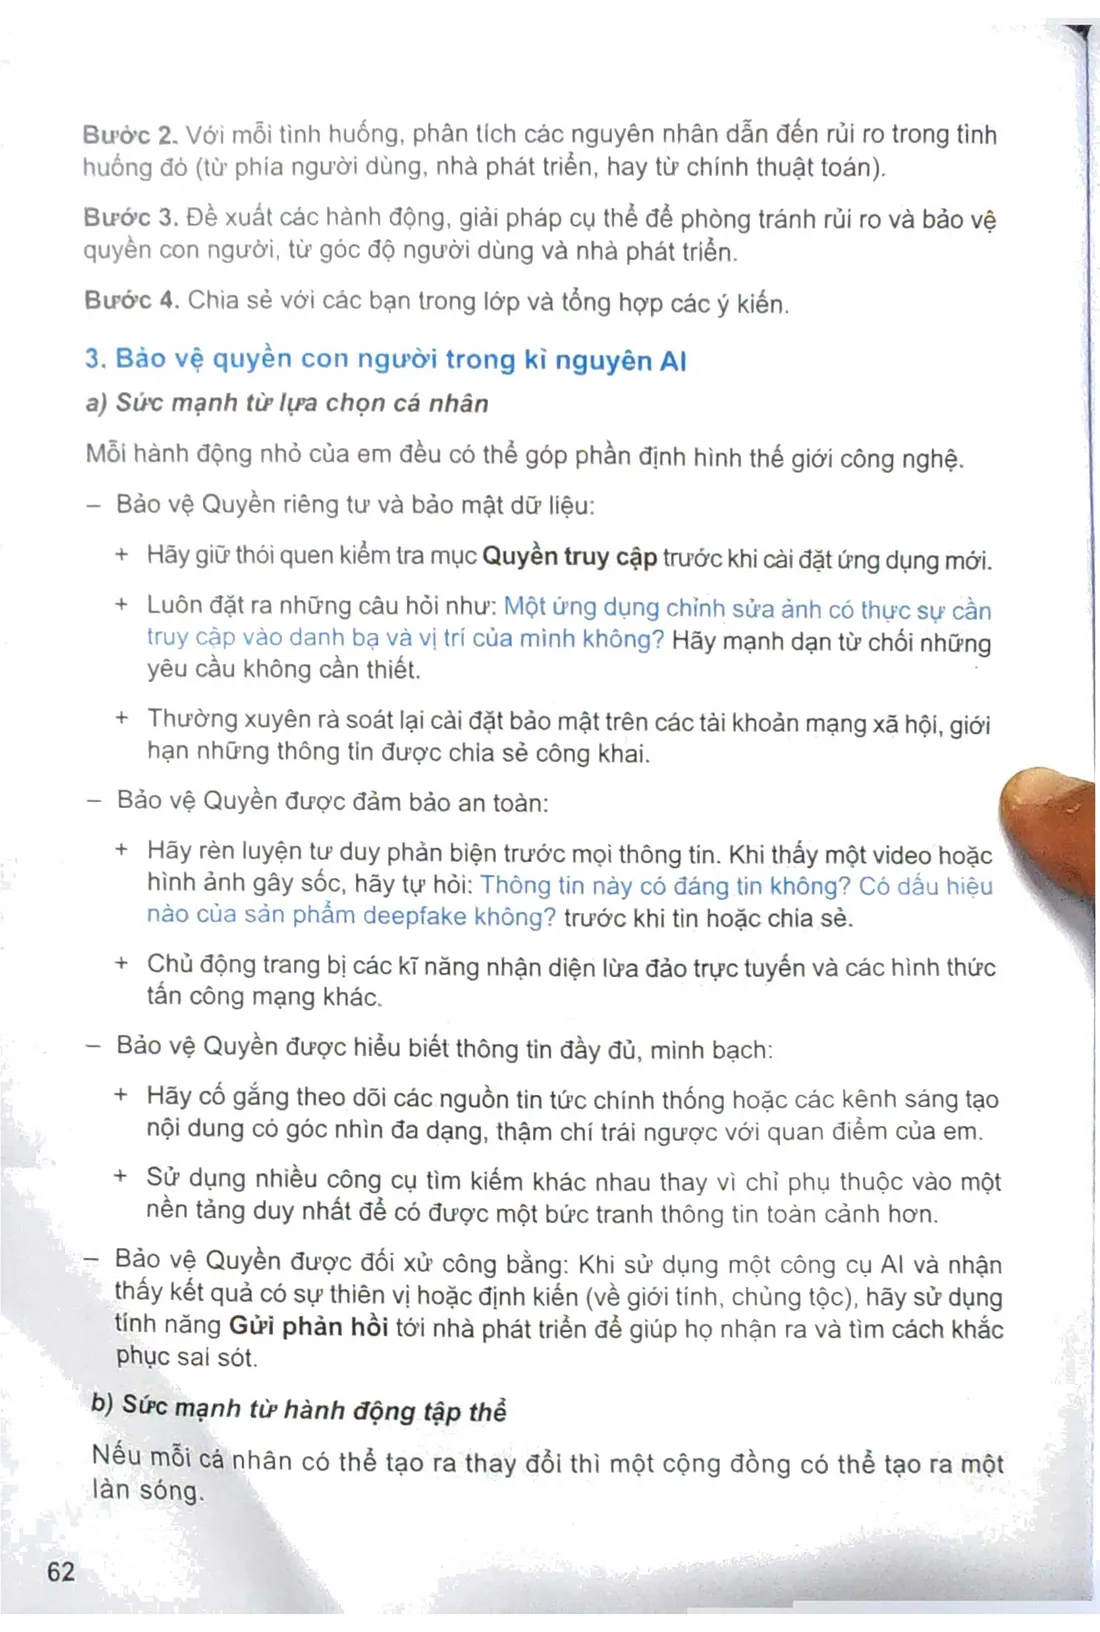 Bước 2. Với mỗi tình huống, phân tích các nguyên nhân dẫn đến rủi ro trong tình
huống đó (từ phía người dùng, nhà phát triển, hay từ chính thuật toán).
Bước 3. Đề xuất các hành động, giải pháp cụ thể để phòng tránh rủi ro và bảo vệ
quyền con người, từ góc độ người dùng và nhà phát triển.
Bước 4. Chia sẻ với các bạn trong lớp và tổng hợp các ý kiến.
3. Bảo vệ quyền con người trong kỉ nguyên AI
a) Sức mạnh từ lựa chọn cá nhân
Mỗi hành động nhỏ của em đều có thể góp phần định hình thế giới công nghệ.
– Bảo vệ Quyền riêng tư và bảo mật dữ liệu:
+ Hãy giữ thói quen kiểm tra mục Quyền truy cập trước khi cài đặt ứng dụng mới.
+ Luôn đặt ra những câu hỏi như: Một ứng dụng chỉnh sửa ảnh có thực sự cần
truy cập vào danh bạ và vị trí của mình không? Hãy mạnh dạn từ chối những
yêu cầu không cần thiết.
+ Thường xuyên rà soát lại cài đặt bảo mật trên các tài khoản mạng xã hội, giới
hạn những thông tin được chia sẻ công khai.
– Bảo vệ Quyền được đảm bảo an toàn:
+ Hãy rèn luyện tư duy phản biện trước mọi thông tin. Khi thấy một video hoặc
hình ảnh gây sốc, hãy tự hỏi: Thông tin này có đáng tin không? Có dấu hiệu
nào của sản phẩm deepfake không? trước khi tin hoặc chia sẻ.
+ Chủ động trang bị các kĩ năng nhận diện lừa đảo trực tuyến và các hình thức
tấn công mạng khác.
– Bảo vệ Quyền được hiểu biết thông tin đầy đủ, minh bạch:
+ Hãy cố gắng theo dõi các nguồn tin tức chính thống hoặc các kênh sáng tạo
nội dung có góc nhìn đa dạng, thậm chí trái ngược với quan điểm của em.
+ Sử dụng nhiều công cụ tìm kiếm khác nhau thay vì chỉ phụ thuộc vào một
nền tảng duy nhất để có được một bức tranh thông tin toàn cảnh hơn.
– Bảo vệ Quyền được đối xử công bằng: Khi sử dụng một công cụ AI và nhận
thấy kết quả có sự thiên vị hoặc định kiến (về giới tính, chủng tộc), hãy sử dụng
tính năng Gửi phản hồi tới nhà phát triển để giúp họ nhận ra và tìm cách khắc
phục sai sót.
b) Sức mạnh từ hành động tập thể
Nếu mỗi cá nhân có thể tạo ra thay đổi thì một cộng đồng có thể tạo ra một
làn sóng.
62